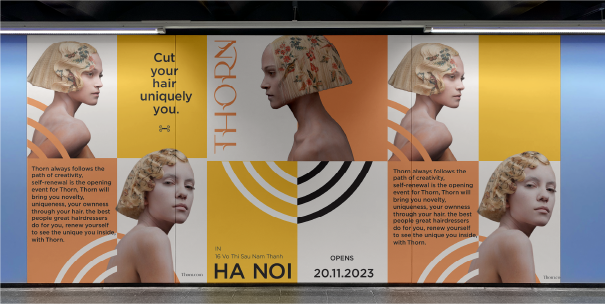 Cut
your
hair
uniquely
you.
THORN
Thorn always follows the
path of creativity,
self-renewal is the opening
event for Thorn, Thorn will
bring you novelty,
uniqueness, your ownness
through your hair. the best
people great hairdressers
do for you, renew yourself
to see the unique you inside
with Thorn.
IN
16 Vo Thi Sau Nam Thanh
HA NOI
OPENS
20.11.2023
Thorn always follows the
path of creativity,
self-renewal is the opening
event for Thorn, Thorn will
bring you novelty,
uniqueness, your ownness
through your hair. the best
people great hairdressers
do for you, renew yourself
to see the unique you inside
with Thorn.